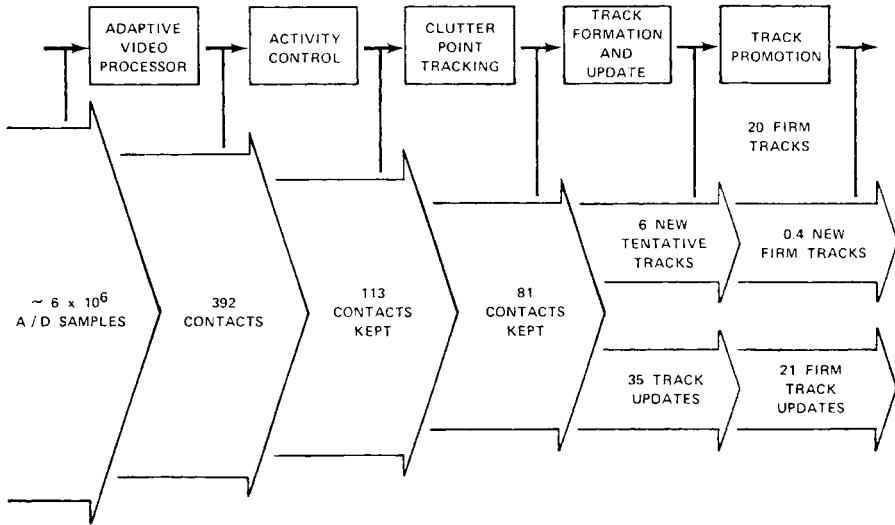 ADAPTIVE
VIDEO
PROCESSOR
ACTIVITY
CONTROL
CLUTTER
POINT
TRACKING
TRACK
FORMATION
AND
UPDATE
TRACK
PROMOTION
20 FIRM
TRACKS
~ 6 x 10⁶
A/D SAMPLES
392
CONTACTS
113
CONTACTS
KEPT
81
CONTACTS
KEPT
6 NEW
TENTATIVE
TRACKS
0.4 NEW
FIRM TRACKS
35 TRACK
UPDATES
21 FIRM
TRACK
UPDATES